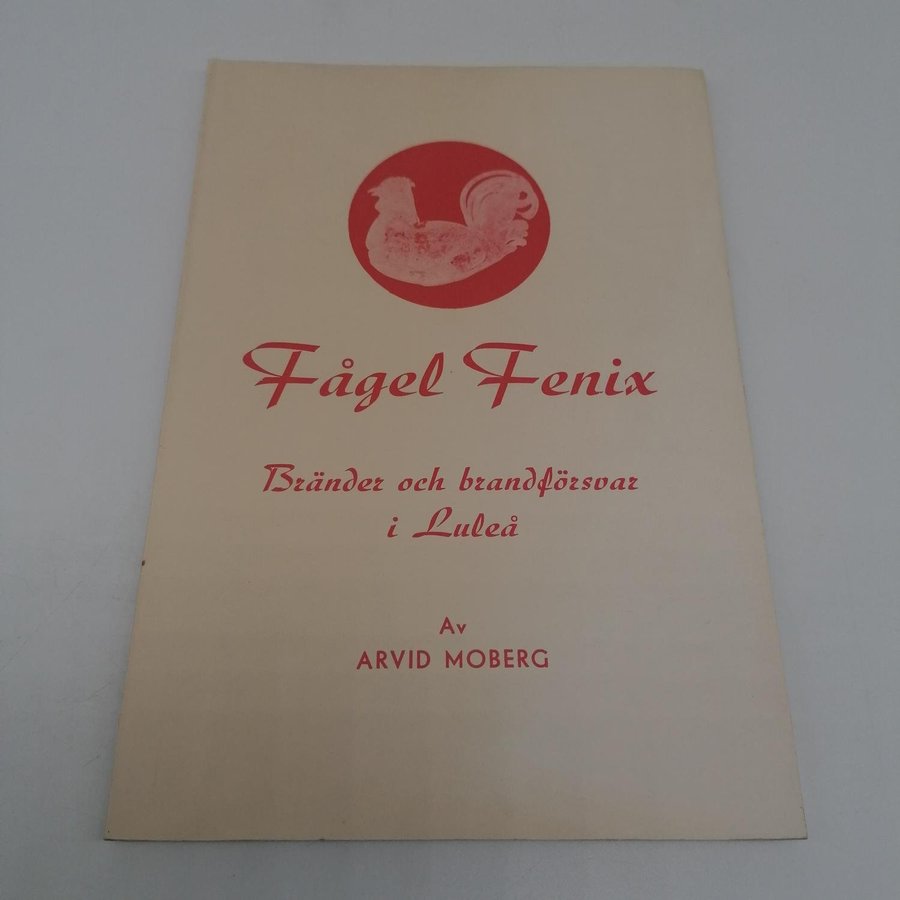 Fågel Fenix
Bränder och brandförsvar
i Luleå
Av
ARVID MOBERG